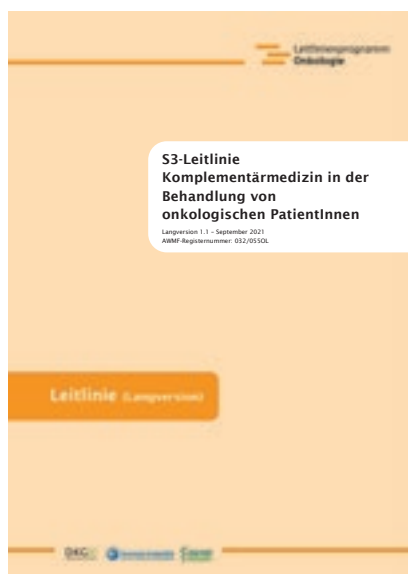 Leitlinienprogramm
Onkologie
S3-Leitlinie
Komplementärmedizin in der
Behandlung von
onkologischen PatientInnen
Langversion 1.1 – September 2021
AWMF-Registernummer: 032/055OL
Leitlinie (Langversion)
DKG